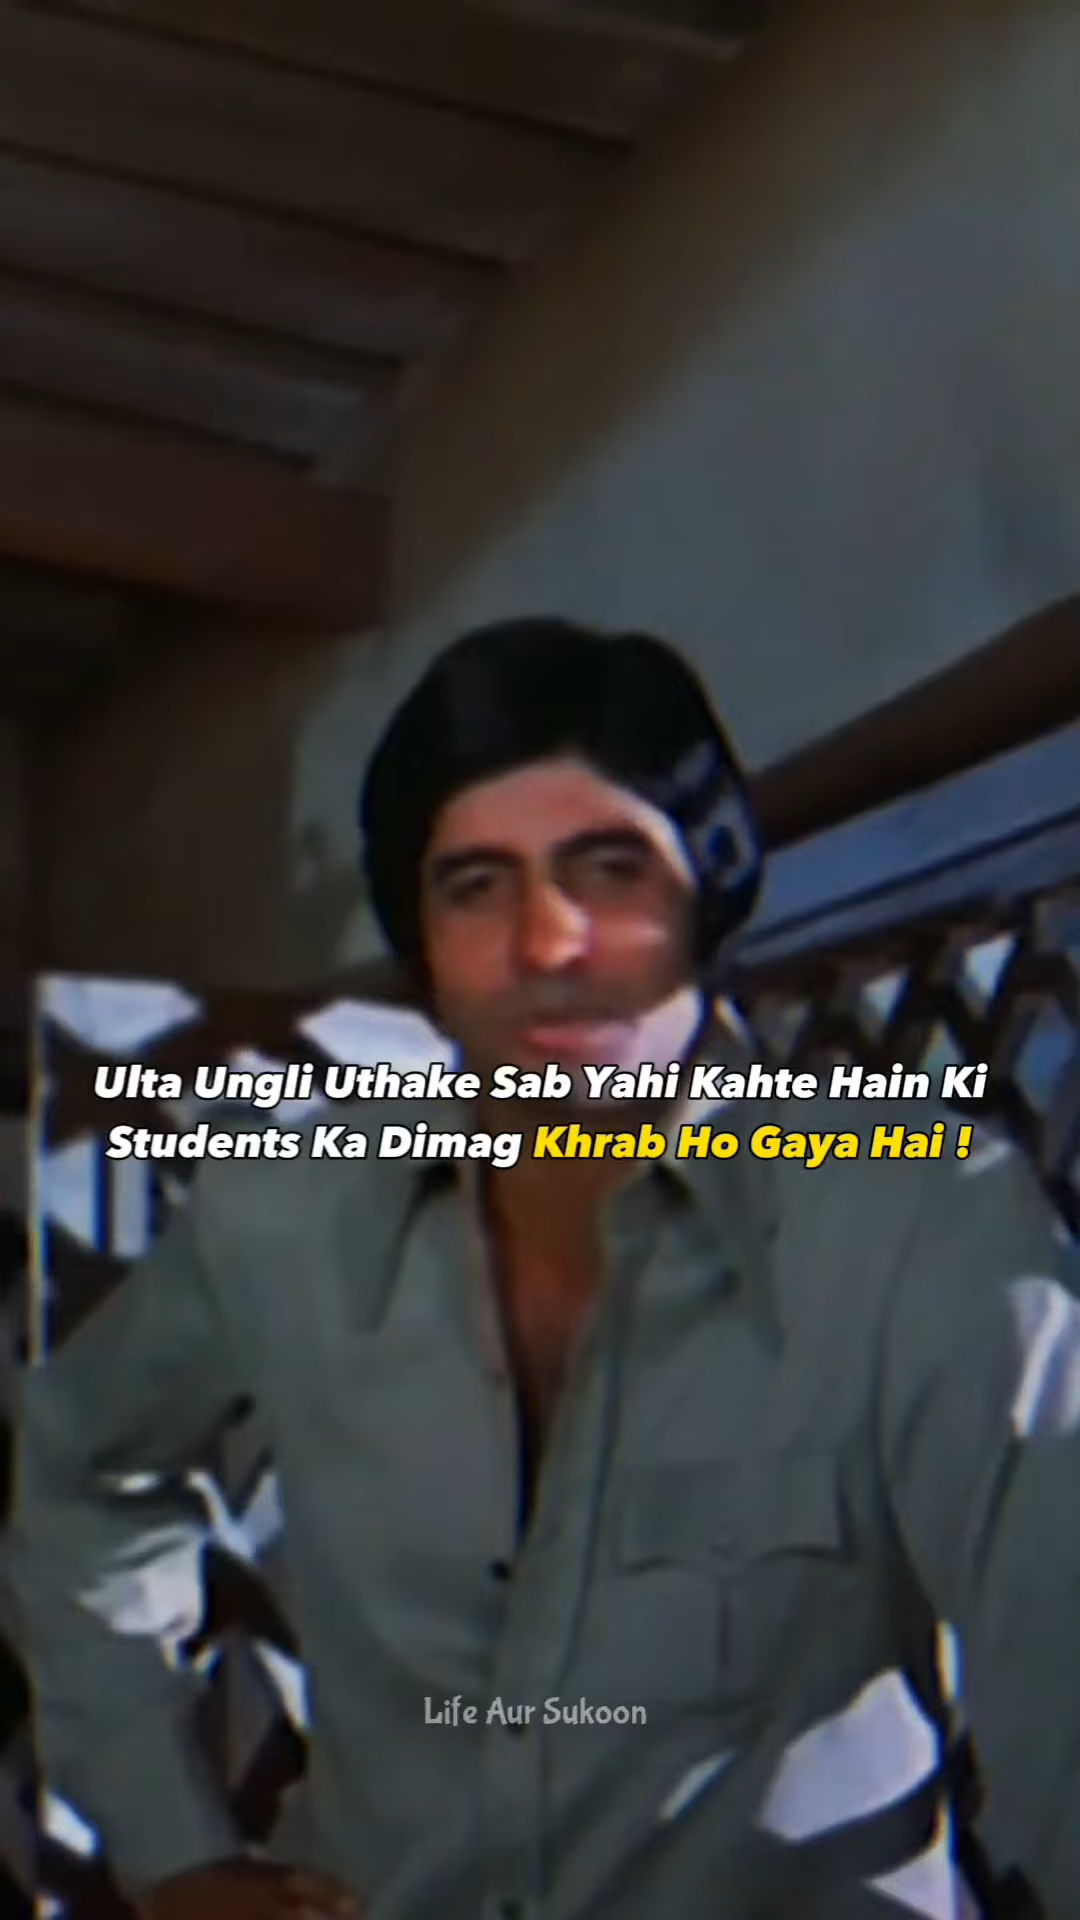 Ulta Ungli Uthake Sab Yahi Kahte Hain Ki
Students Ka Dimag Khrab Ho Gaya Hai !
Life Aur Sukoon